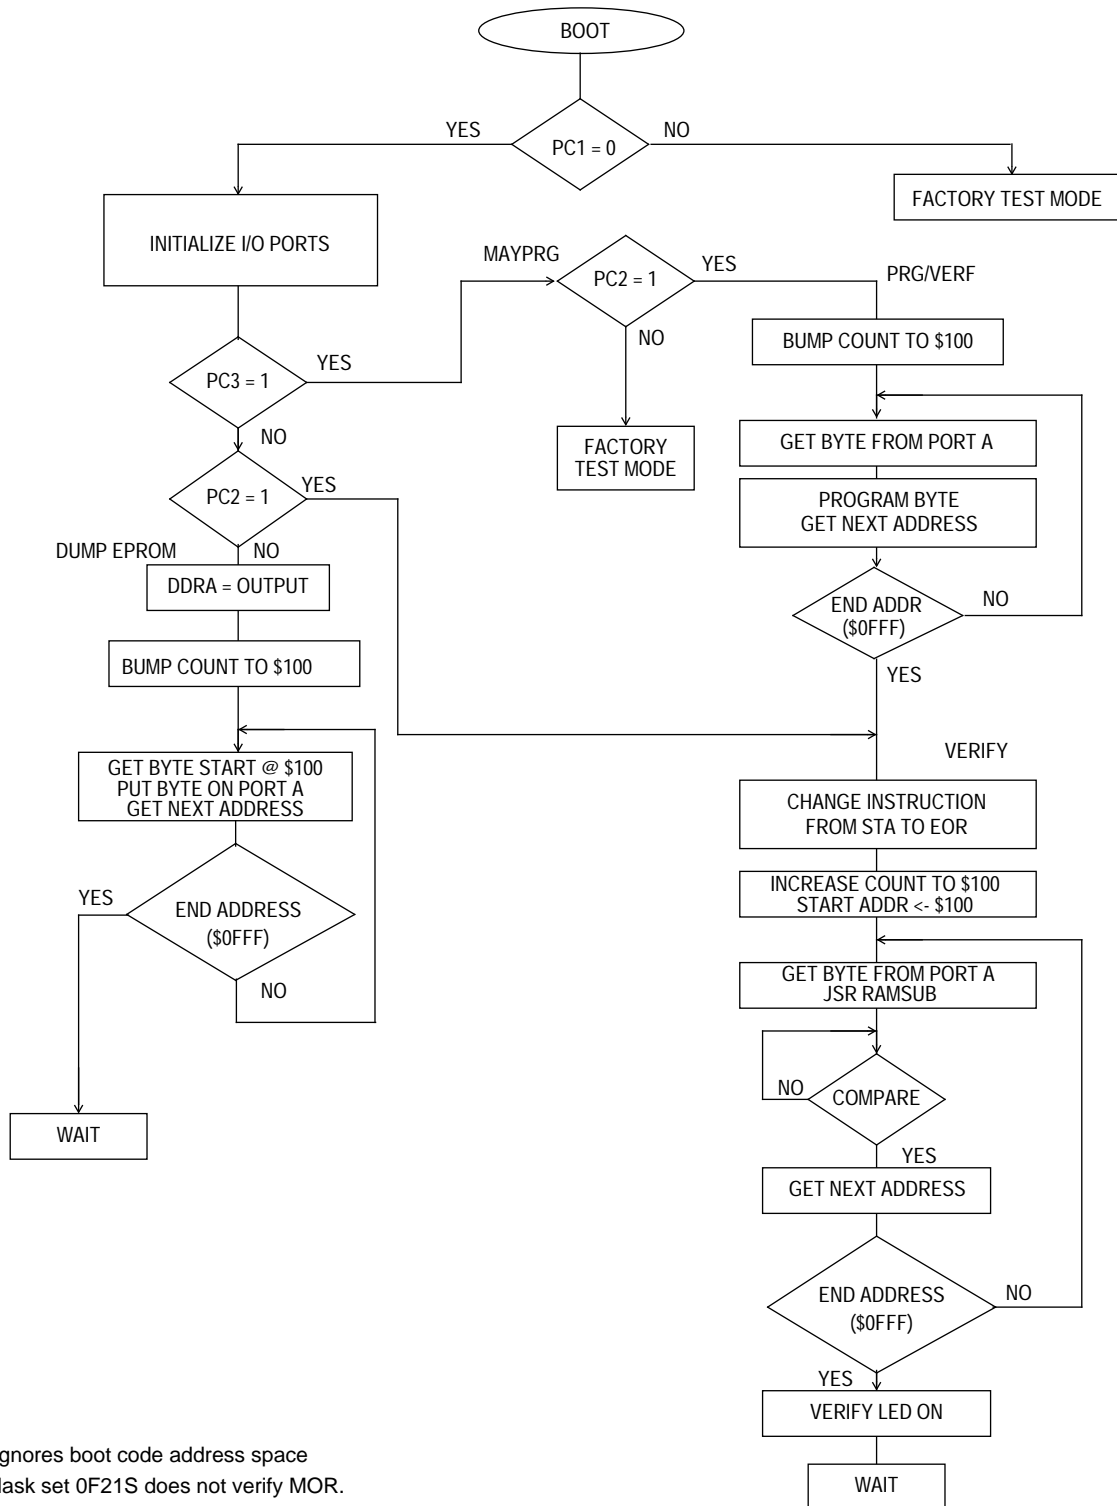 BOOT
YES
NO
PC1 = 0
FACTORY TEST MODE
INITIALIZE I/O PORTS
MAYPRG
PC2 = 1
YES
PRG/VERF
NO
BUMP COUNT TO $100
PC3 = 1
YES
NO
GET BYTE FROM PORT A
FACTORY
TEST MODE
PC2 = 1
YES
PROGRAM BYTE
GET NEXT ADDRESS
DUMP EPROM
NO
DDRA = OUTPUT
END ADDR
($0FFF)
NO
BUMP COUNT TO $100
YES
VERIFY
GET BYTE START @ $100
PUT BYTE ON PORT A
GET NEXT ADDRESS
CHANGE INSTRUCTION
FROM STA TO EOR
YES
END ADDRESS
($0FFF)
INCREASE COUNT TO $100
START ADDR <- $100
NO
GET BYTE FROM PORT A
JSR RAMSUB
NO
COMPARE
WAIT
YES
GET NEXT ADDRESS
END ADDRESS
($0FFF)
NO
YES
VERIFY LED ON
gnores boot code address space
ask set 0F21S does not verify MOR.
WAIT